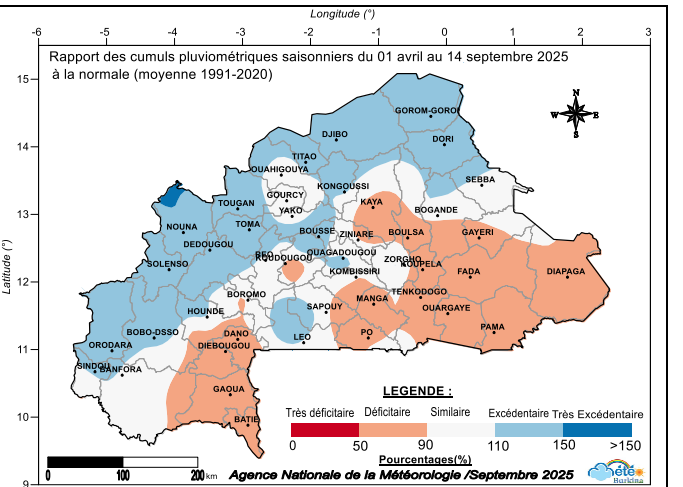 Longitude (°)
-6 -5 -4 -3 -2 -1 0 1 2 3
Rapport des cumuls pluviométriques saisonniers du 01 avril au 14 septembre 2025
à la normale (moyenne 1991-2020)
15
14
13
12
11
10
9
Latitude (°)
N
W E
S
GOROM-GOROM
DJIBO
DORI
TITAO
OUAHIGOUYA
SEBBA
KONGOUSSI
GOURCY
TOUGAN
KAYA
YAKO
BOGANDE
NOUNA
TOMA
BOUSSE
ZINIARE
BOULSA
GAYERI
DEDOUGOU
OUAGADOUGOU
KOUDOUGOU
ZORGHO
SOLENSO
KOMBISSIRI
KOUPELA
FADA
DIAPAGA
BOROMO
MANGA
TENKODOGO
HOUNDE
SAPOUY
OUARGAYE
BOBO-DSSO
DANO
LEO
PO
PAMA
ORODARA
DIEBOUGOU
SINDOU
BANFORA
GAOUA
BATIE
LEGENDE :
Très déficitaire Déficitaire Similaire Excédentaire Très Excédentaire
0 50 90 110 150 >150
Pourcentages(%)
0 100 200 km
Agence Nationale de la Météorologie /Septembre 2025
météo
Burkina